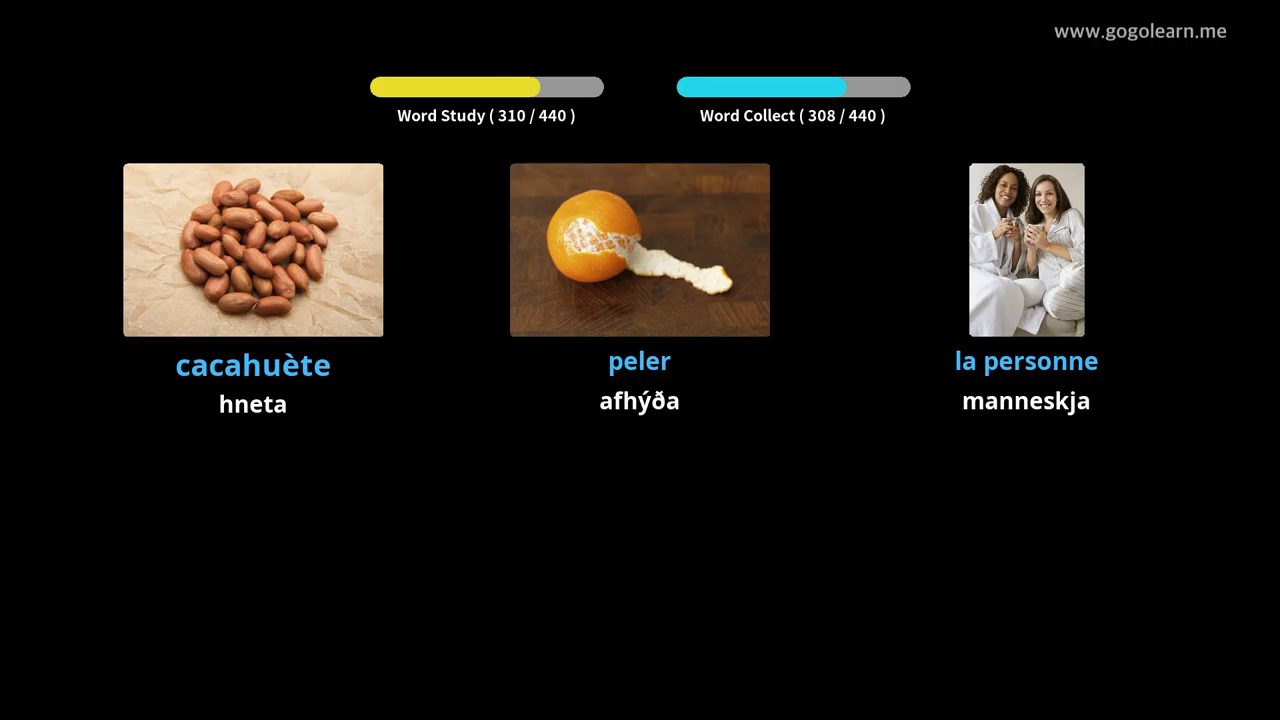 www.gogolearn.me
Word Study ( 310 / 440 )
Word Collect ( 308 / 440 )
cacahuète
hneta
peler
afhýða
la personne
manneskja